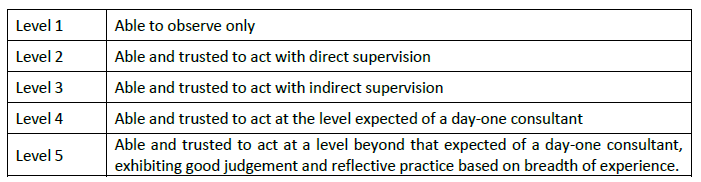 Level 1 Able to observe only
Level 2 Able and trusted to act with direct supervision
Level 3 Able and trusted to act with indirect supervision
Level 4 Able and trusted to act at the level expected of a day-one consultant
Level 5 Able and trusted to act at a level beyond that expected of a day-one consultant,
exhibiting good judgement and reflective practice based on breadth of experience.